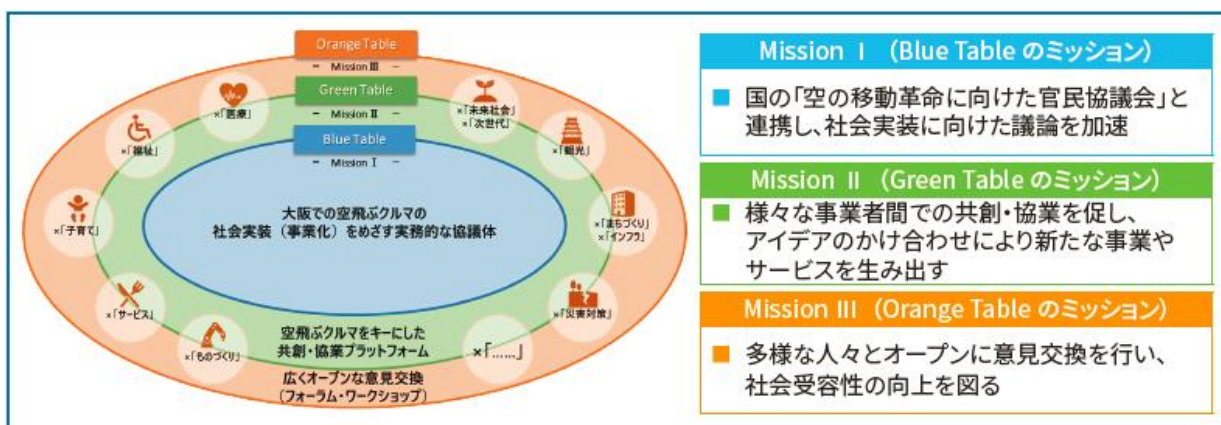 Orange Table
－ Mission Ⅲ －
Green Table
－ Mission Ⅱ －
Blue Table
－ Mission Ⅰ －
×「医療」
×「未来社会」
×「次世代」
×「福祉」
×「観光」
×「子育て」
×「まちづくり」
×「インフラ」
×「サービス」
×「災害対策」
×「ものづくり」
×「……」
大阪での空飛ぶクルマの
社会実装（事業化）をめざす実務的な協議体
空飛ぶクルマをキーにした
共創・協業プラットフォーム
広くオープンな意見交換
（フォーラム・ワークショップ）
Mission Ⅰ （Blue Table のミッション）
■ 国の「空の移動革命に向けた官民協議会」と
連携し、社会実装に向けた議論を加速
Mission Ⅱ （Green Table のミッション）
■ 様々な事業者間での共創・協業を促し、
アイデアのかけ合わせにより新たな事業や
サービスを生み出す
Mission Ⅲ （Orange Table のミッション）
■ 多様な人々とオープンに意見交換を行い、
社会受容性の向上を図る